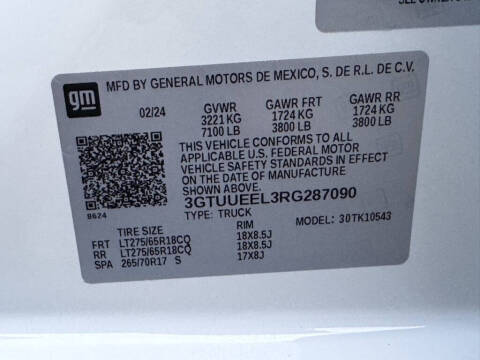 gm
MFD BY GENERAL MOTORS DE MEXICO, S. DE R.L. DE C.V.
02/24 GVWR GAWR FRT GAWR RR
3221 KG 1724 KG 1724 KG
7100 LB 3800 LB 3800 LB
THIS VEHICLE CONFORMS TO ALL
APPLICABLE U.S. FEDERAL MOTOR
VEHICLE SAFETY STANDARDS IN EFFECT
ON THE DATE OF MANUFACTURE
SHOWN ABOVE.
3GTUUEEL3RG287090
8624
TYPE: TRUCK MODEL: 30TK10543
TIRE SIZE RIM
FRT LT275/65R18CQ 18X8.5J
RR LT275/65R18CQ 18X8.5J
SPA 265/70R17 S 17X8J